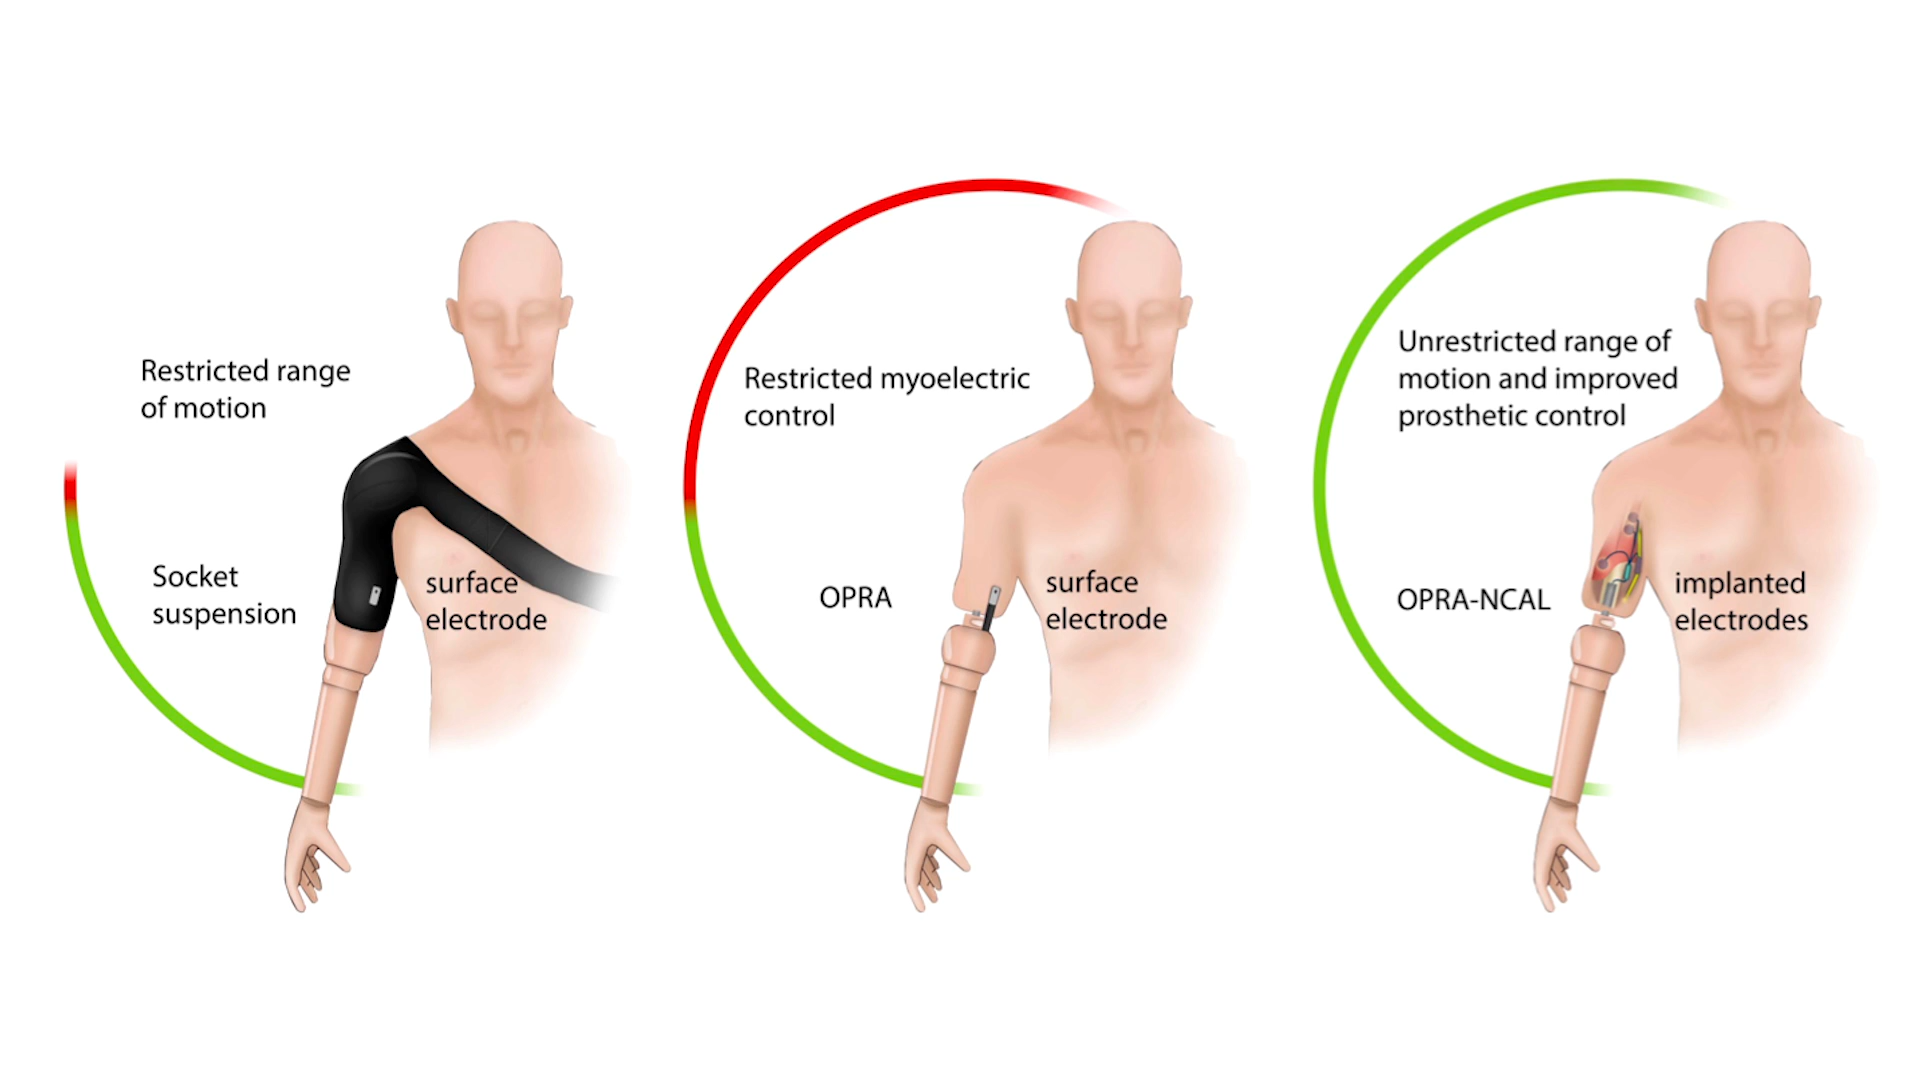 Restricted range
of motion
Socket
suspension
surface
electrode
Restricted myoelectric
control
OPRA
surface
electrode
Unrestricted range of
motion and improved
prosthetic control
OPRA-NCAL
implanted
electrodes